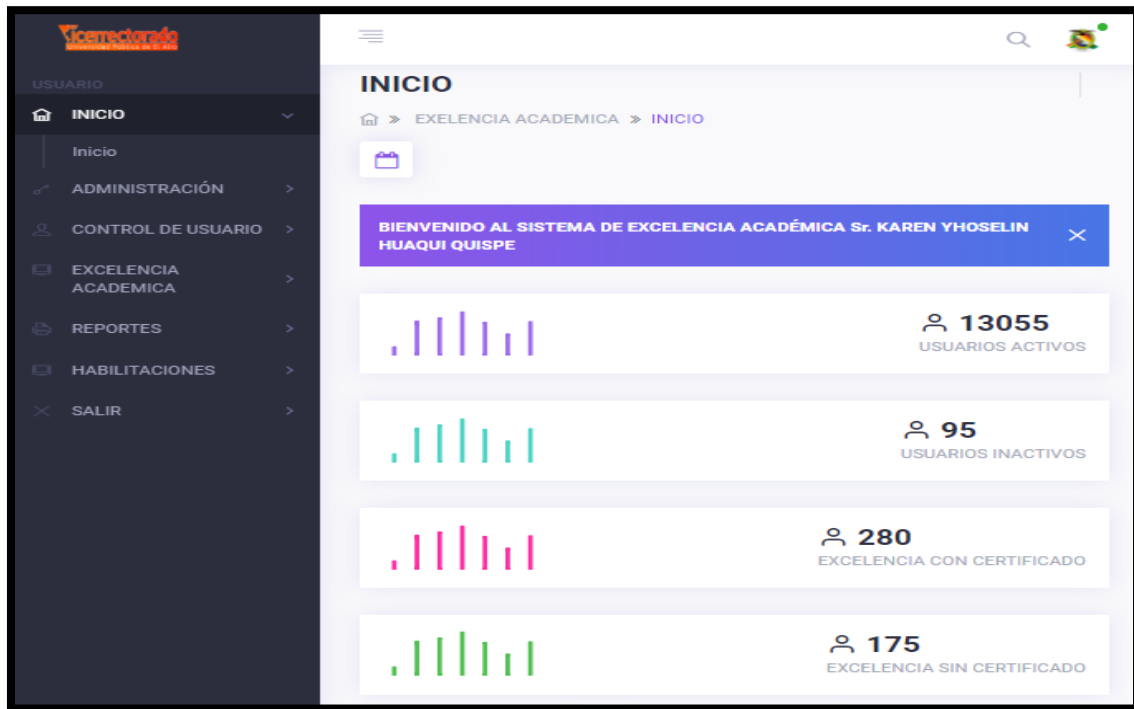 Vicerrectorado
Universidad Pública de El Alto
USUARIO
INICIO
Inicio
ADMINISTRACIÓN
CONTROL DE USUARIO
EXCELENCIA
ACADEMICA
REPORTES
HABILITACIONES
SALIR
INICIO
EXELENCIA ACADEMICA
INICIO
BIENVENIDO AL SISTEMA DE EXCELENCIA ACADÉMICA Sr. KAREN YHOSELIN
HUAQUI QUISPE
13055
USUARIOS ACTIVOS
95
USUARIOS INACTIVOS
280
EXCELENCIA CON CERTIFICADO
175
EXCELENCIA SIN CERTIFICADO